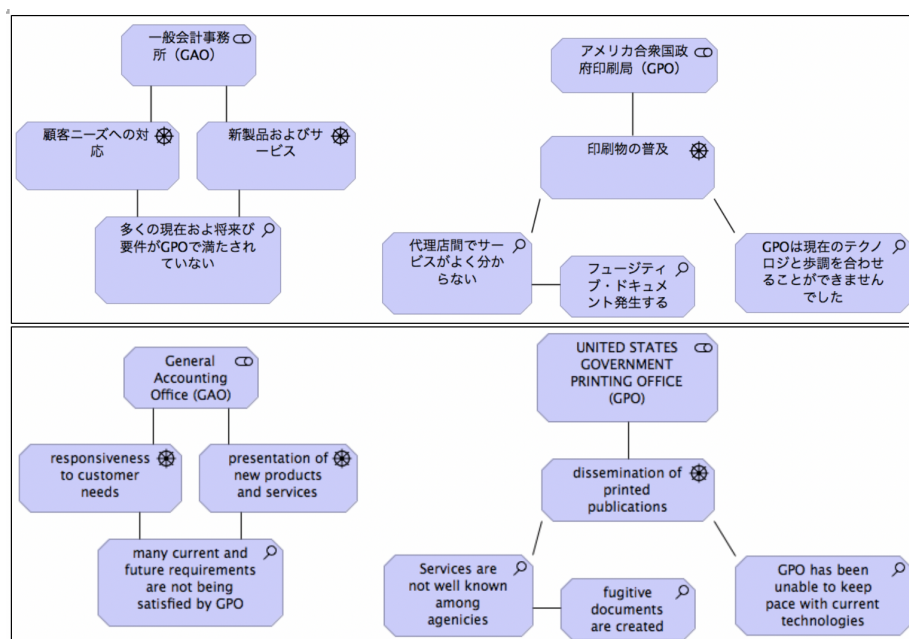 一般会計事務
所（GAO）
顧客ニーズへの対
応
新製品およびサ
ービス
多くの現在およ将来び
要件がGPOで満たされ
ていない
アメリカ合衆国政
府印刷局（GPO）
印刷物の普及
代理店間でサー
ビスがよく分か
らない
フュージティ
ブ・ドキュメ
ント発生する
GPOは現在のテクノ
ロジと歩調を合わせ
ることができません
でした
General
Accounting
Office (GAO)
responsiveness
to customer
needs
presentation of
new products
and services
many current and
future requirements
are not being
satisfied by GPO
UNITED STATES
GOVERNMENT
PRINTING OFFICE
(GPO)
dissemination of
printed
publications
Services are
not well known
among
agenicies
fugitive
documents
are created
GPO has been
unable to keep
pace with current
technologies